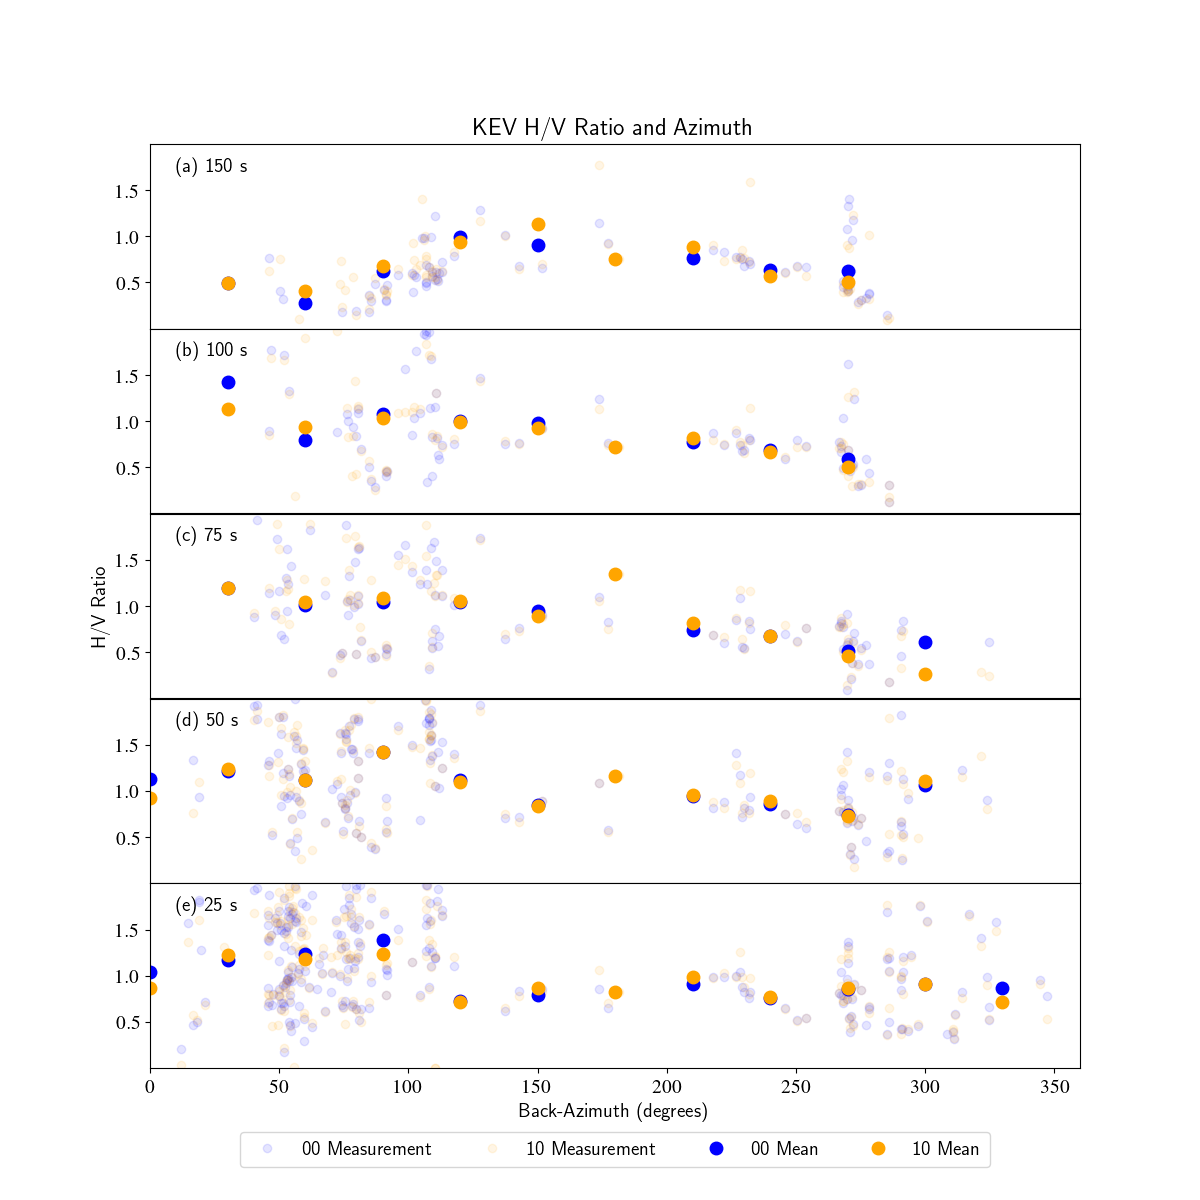 KEV H/V Ratio and Azimuth
(a) 150 s
1.5
1.0
0.5
(b) 100 s
1.5
1.0
0.5
(c) 75 s
1.5
1.0
0.5
H/V Ratio
(d) 50 s
1.5
1.0
0.5
(e) 25 s
1.5
1.0
0.5
0 50 100 150 200 250 300 350
Back-Azimuth (degrees)
00 Measurement 10 Measurement 00 Mean 10 Mean